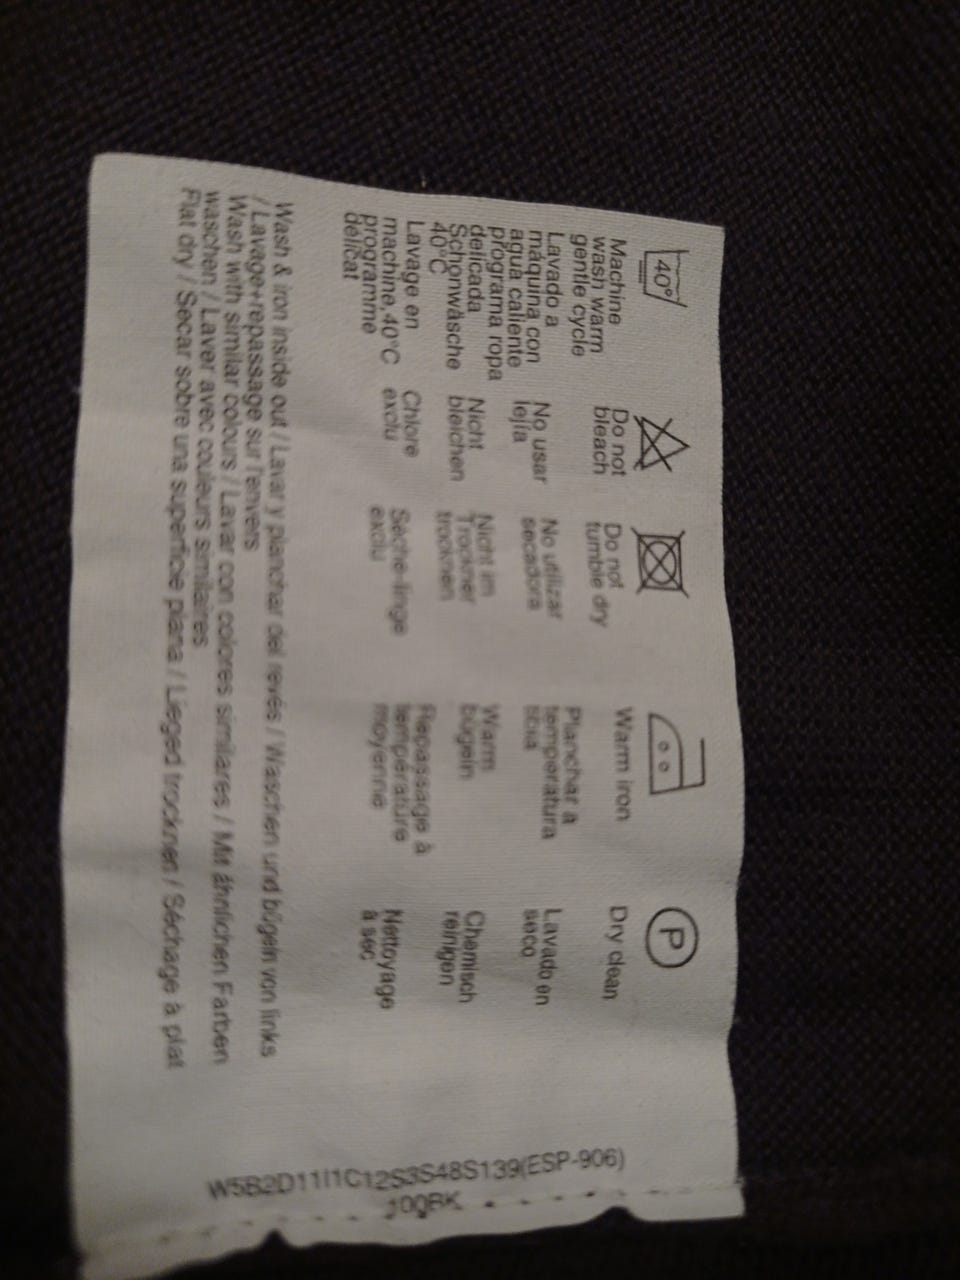 40°
P
Machine
wash warm
gentle cycle
Do not
bleach
Do not
tumble dry
Warm iron
Dry clean
Lavado a
máquina con
agua caliente
programa ropa
delicada
No usar
lejía
No utilizar
secadora
Planchar a
temperatura
tibia
Lavado en
seco
Schonwäsche
40°C
Nicht
bleichen
Nicht im
Trockner
trocknen
Warm
bügeln
Chemisch
reinigen
Lavage en
machine,40°C
programme
délicat
Chlore
exclu
Sèche-linge
exclu
Repassage à
température
moyenne
Nettoyage
à sec
Wash & iron inside out / Lavar y planchar del revés / Waschen und bügeln von links
/ Lavage+repassage sur l'envers
Wash with similar colours / Lavar con colores similares / Mit ähnlichen Farben
waschen / Laver avec couleurs similaires
Flat dry / Secar sobre una superficie plana / Lieged trocknen / Séchage à plat
W5B2D11I1C12S3S48S139(ESP-906)
100BK